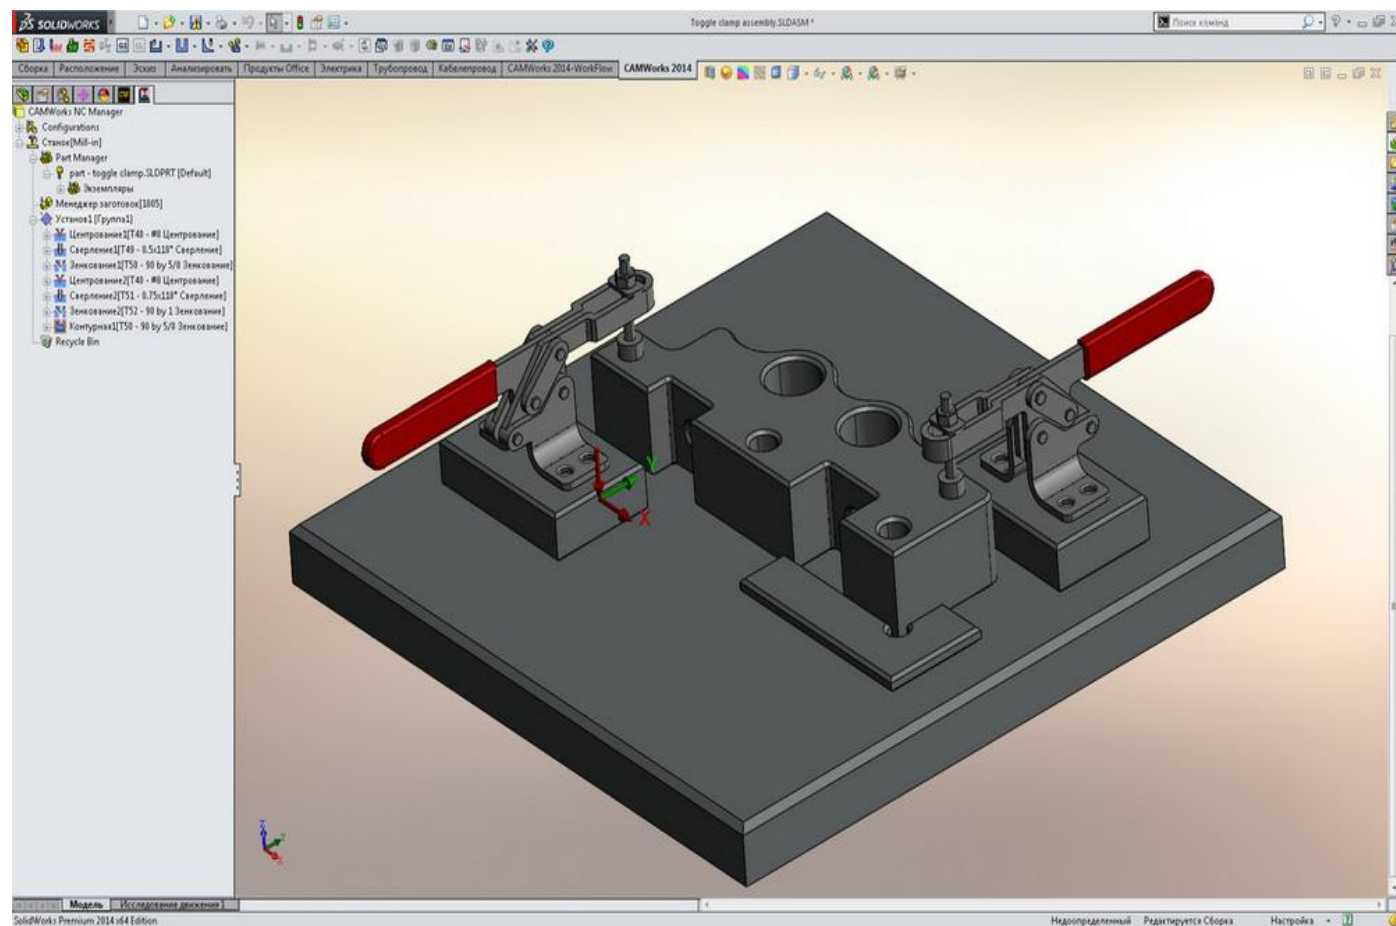 SOLIDWORKS
Toggle clamp assembly.SLDASM *
Поиск команд
Сборка Расположение Эскиз Анализировать Продукты Office Электрика Трубопровод Кабелепровод CAMWorks 2014-WorkFlow CAMWorks 2014
CAMWorks NC Manager
Configurations
Станок[Mill-in]
Part Manager
part - toggle clamp.SLDPRT [Default]
Экземпляры
Менеджер заготовок[1005]
Установ1 [Группа1]
Центрование1[T48 - #8 Центрование]
Сверление1[T49 - 0.5x118° Сверление]
Зенкование1[T50 - 90 by 5/8 Зенкование]
Центрование2[T48 - #8 Центрование]
Сверление2[T51 - 0.75x118° Сверление]
Зенкование2[T52 - 90 by 1 Зенкование]
Контурная1[T50 - 90 by 5/8 Зенкование]
Recycle Bin
Y
X
Z
Y
X
Модель Исследование движения 1
SolidWorks Premium 2014 x64 Edition Недоопределенный Редактируется Сборка Настройка